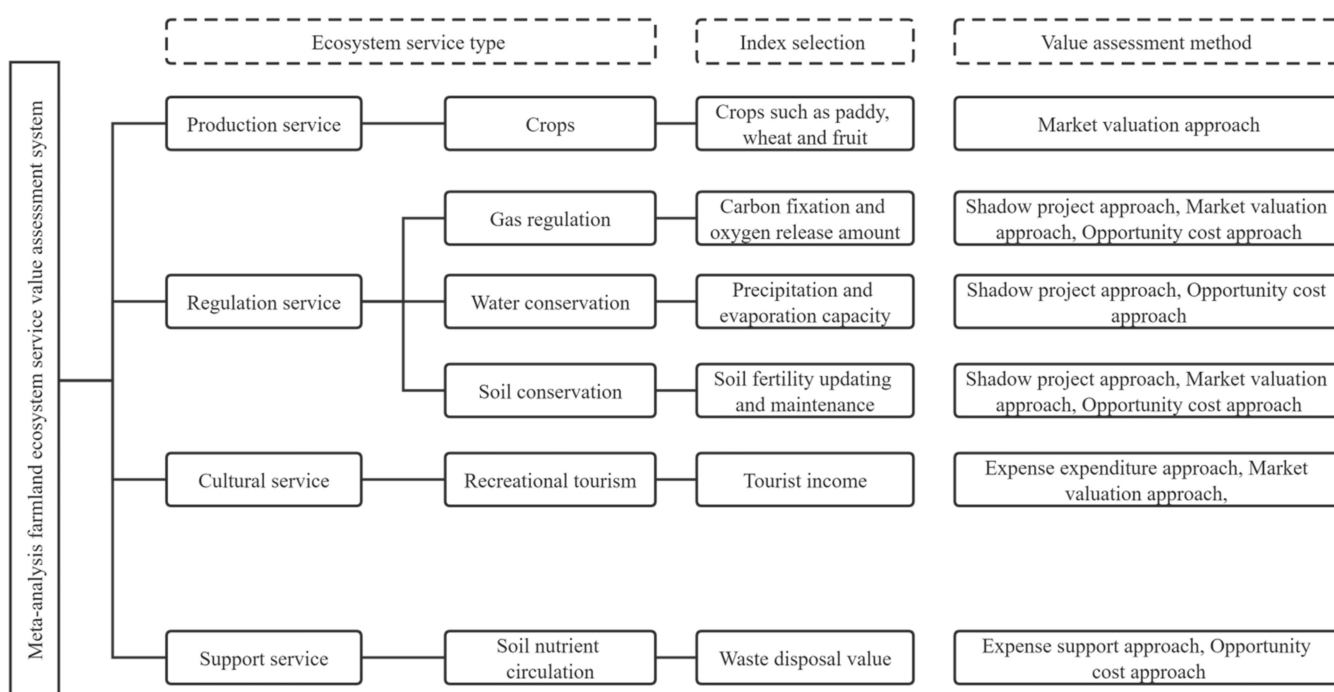 Ecosystem service type
Index selection
Value assessment method
Meta-analysis farmland ecosystem service value assessment system
Production service
Crops
Crops such as paddy,
wheat and fruit
Market valuation approach
Regulation service
Gas regulation
Carbon fixation and
oxygen release amount
Shadow project approach, Market valuation
approach, Opportunity cost approach
Water conservation
Precipitation and
evaporation capacity
Shadow project approach, Opportunity cost
approach
Soil conservation
Soil fertility updating
and maintenance
Shadow project approach, Market valuation
approach, Opportunity cost approach
Cultural service
Recreational tourism
Tourist income
Expense expenditure approach, Market
valuation approach,
Support service
Soil nutrient
circulation
Waste disposal value
Expense support approach, Opportunity
cost approach